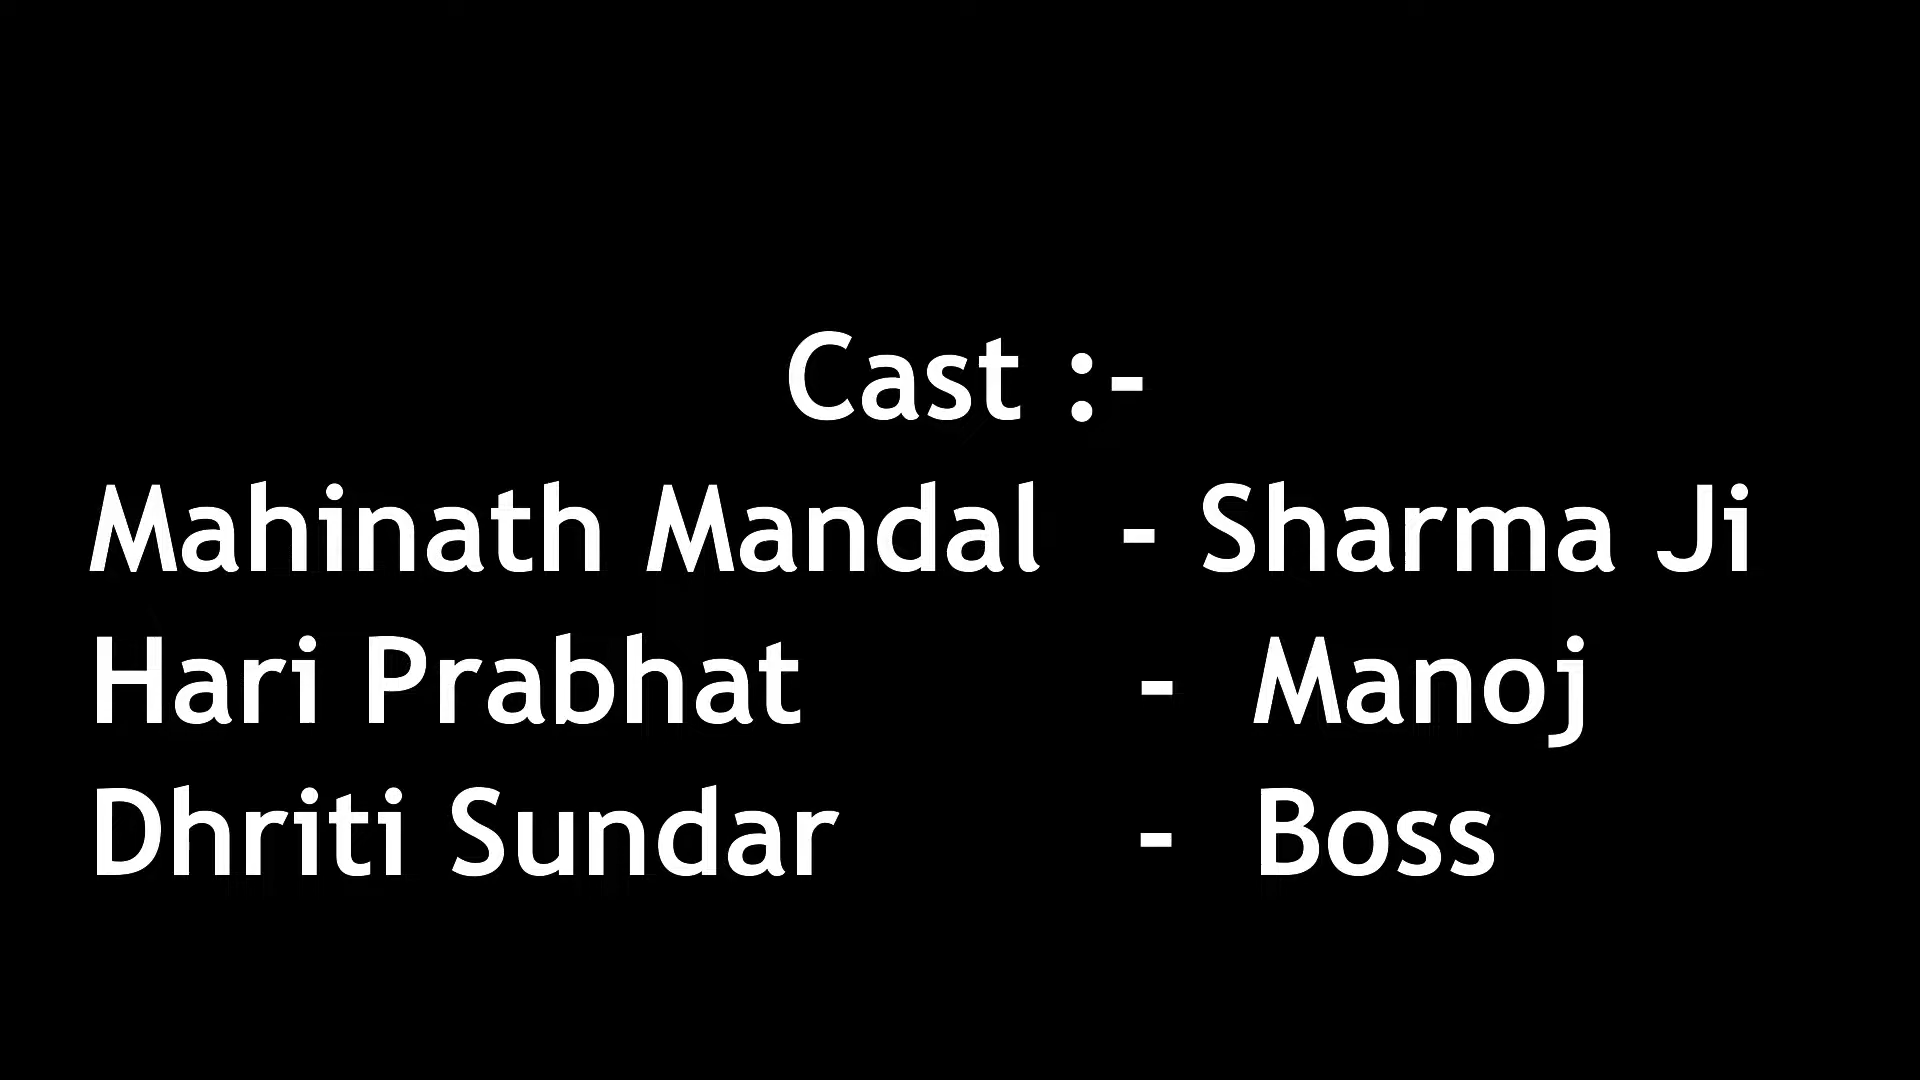 Cast :-
Mahinath Mandal - Sharma Ji
Hari Prabhat - Manoj
Dhriti Sundar - Boss